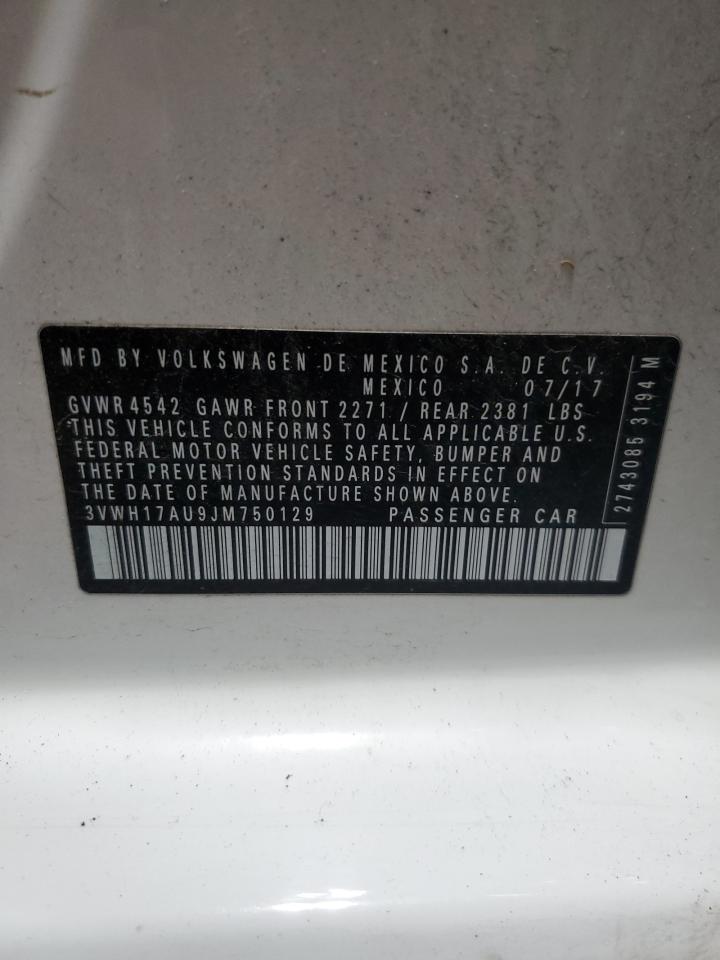 MFD BY VOLKSWAGEN DE MEXICO S.A. DE C.V.
MEXICO 07/17
GVWR 4542 GAWR FRONT 2271 / REAR 2381 LBS
THIS VEHICLE CONFORMS TO ALL APPLICABLE U.S.
FEDERAL MOTOR VEHICLE SAFETY, BUMPER AND
THEFT PREVENTION STANDARDS IN EFFECT ON
THE DATE OF MANUFACTURE SHOWN ABOVE.
3VWH17AU9JM750129 PASSENGER CAR
2743085 3194 M